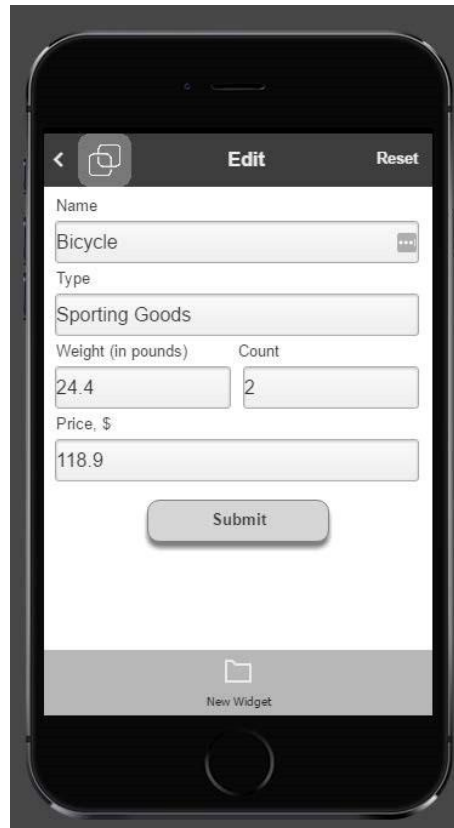 Edit Reset
Name
Bicycle
Type
Sporting Goods
Weight (in pounds) Count
24.4 2
Price, $
118.9
Submit
New Widget